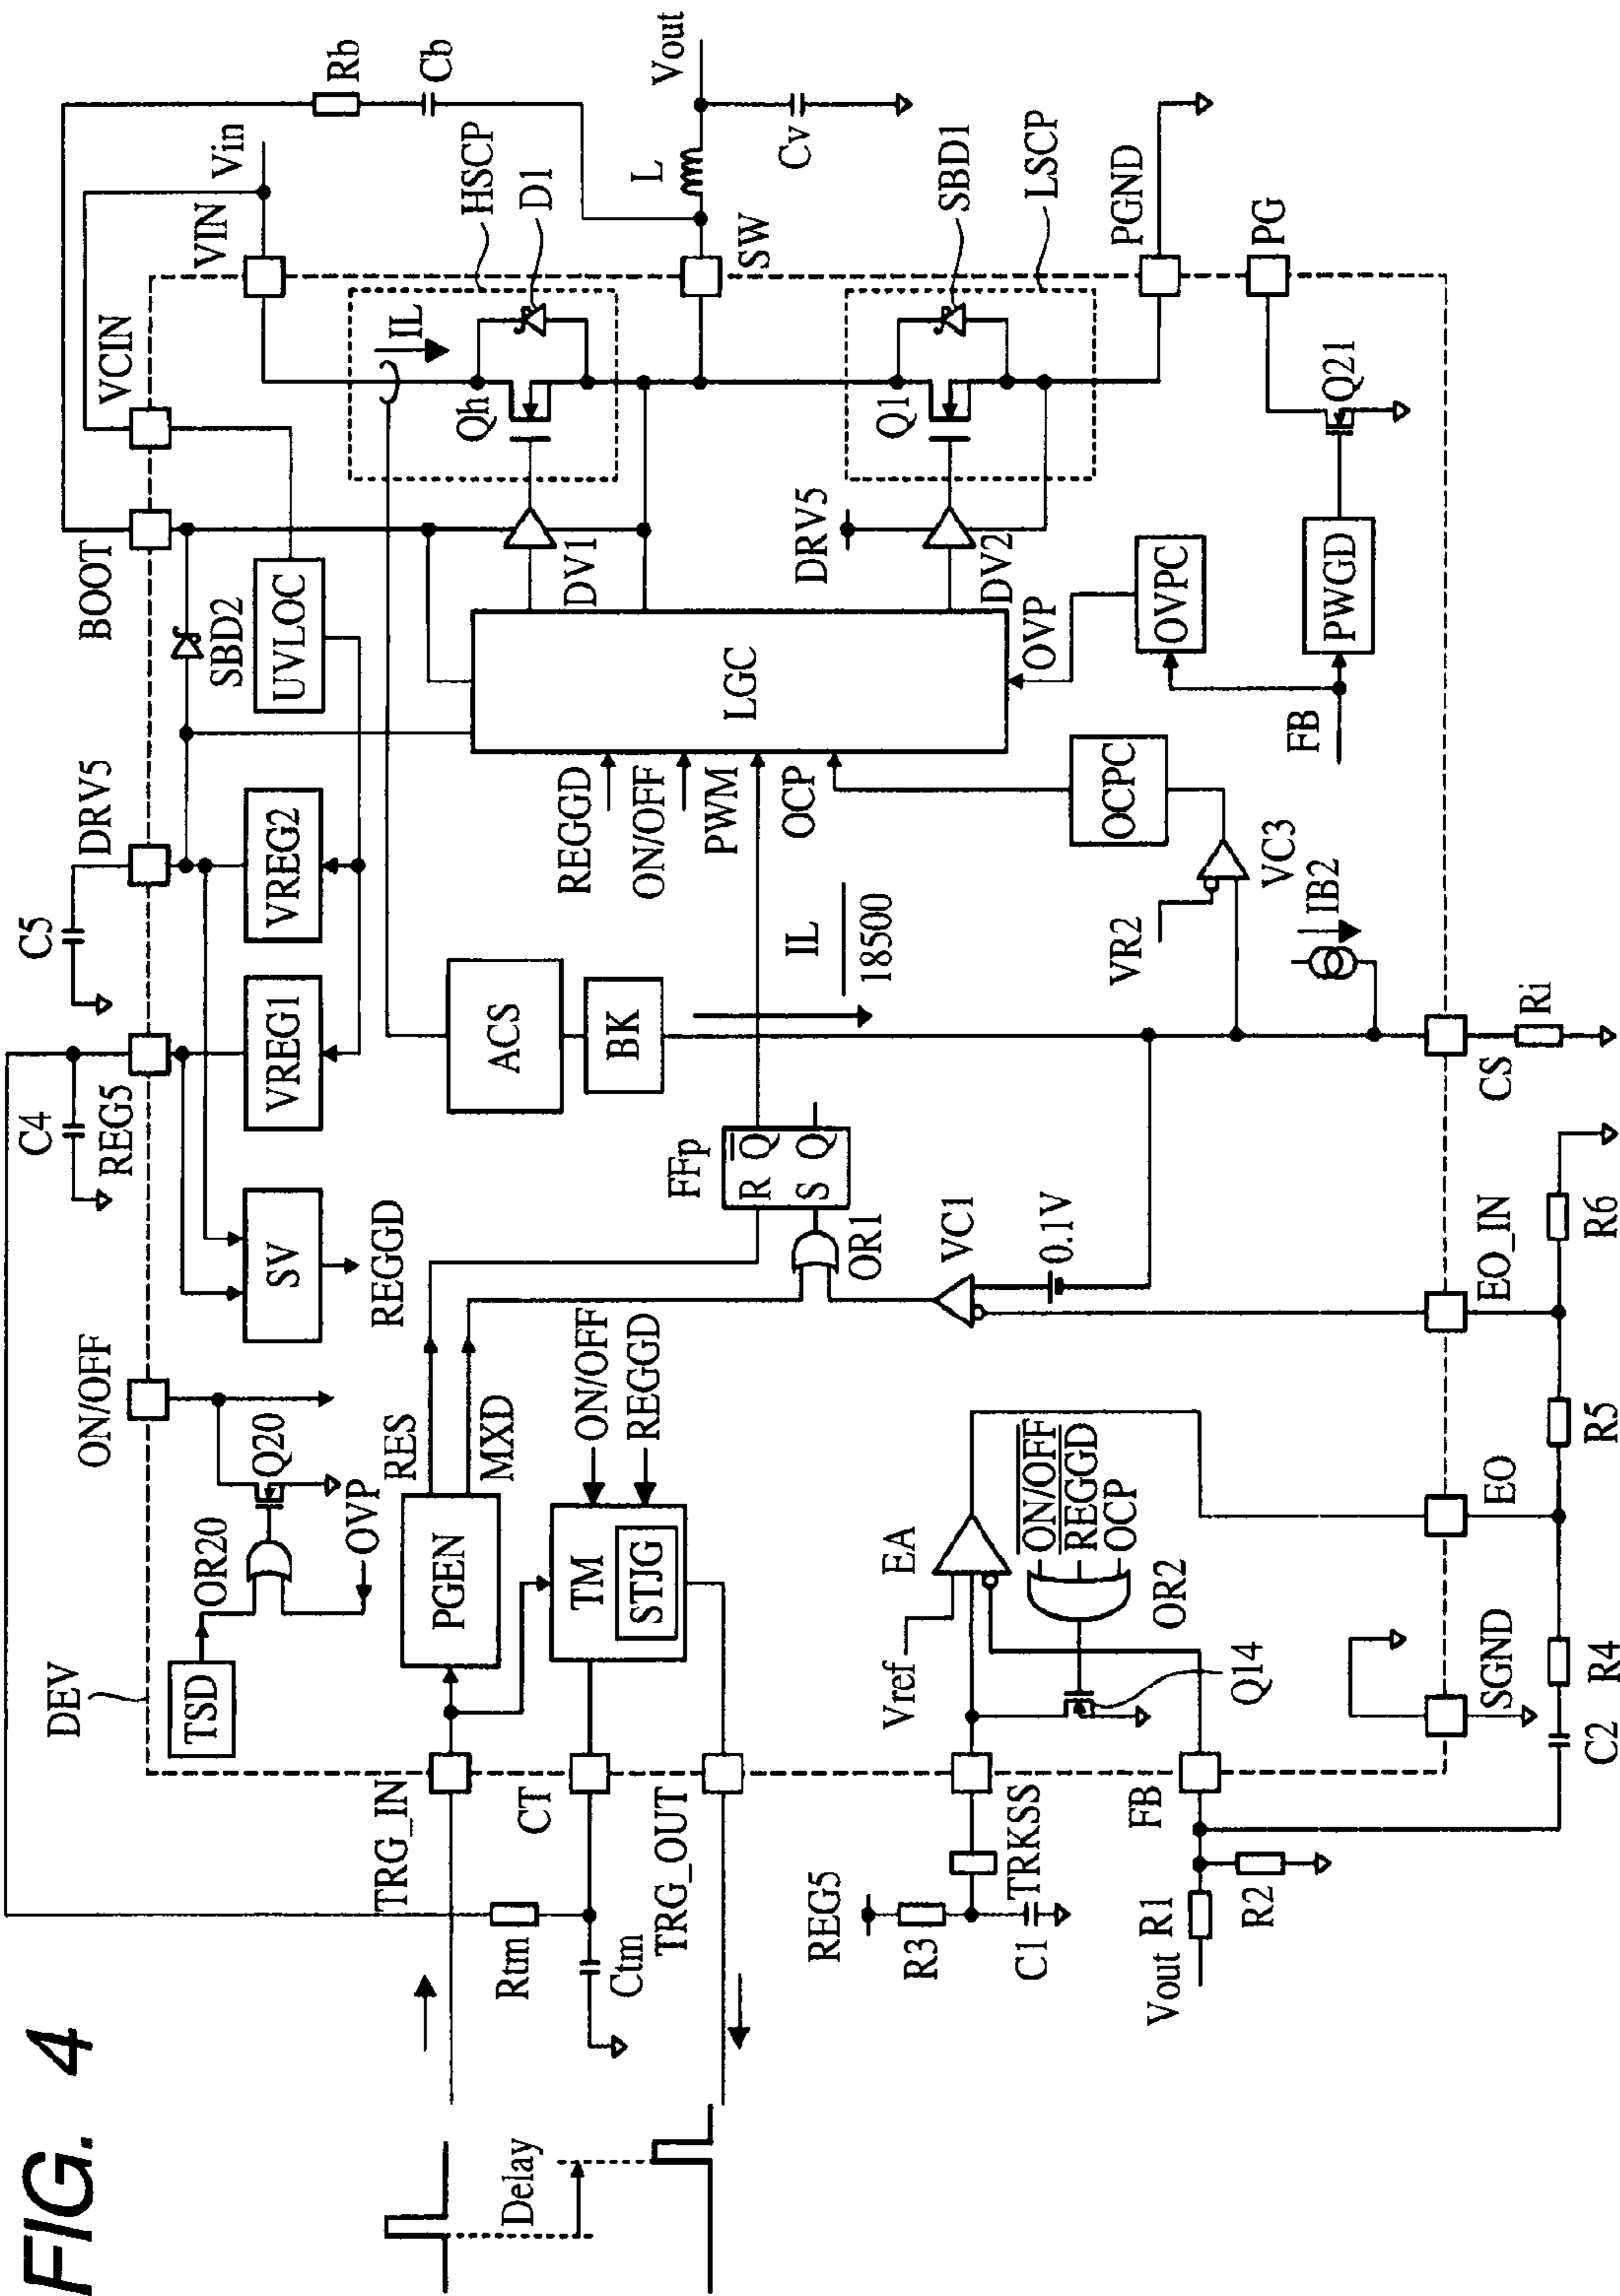 FIG. 4
C4
C5
REG5
DRV5
BOOT
VCIN
VIN
Vin
Rb
Cb
ON/OFF
DEV
TSD
OR20
Q20
OVP
SV
REGGD
VREG1
VREG2
SBD2
UVLOC
HSCP
D1
IL
Qh
TRG_IN
CT
TRG_OUT
Rtm
Ctm
Delay
RES
MXD
PGEN
TM
STJG
ON/OFF
REGGD
ACS
BK
IL
18500
FFp
R Q
S Q
OR1
REGGD
ON/OFF
PWM
OCP
LGC
DV1
DV2
DRV5
OVP
SW
L
Vout
Cv
Q1
SBD1
LSCP
PGND
PG
REG5
R3
C1
TRKSS
Vref
EA
ON/OFF
REGGD
OCP
OR2
Q14
VC1
0.1V
VR2
VC3
IB2
OCPC
OVPC
FB
PWGD
Q21
Vout
R1
R2
FB
SGND
EO
EO_IN
CS
Ri
C2
R4
R5
R6